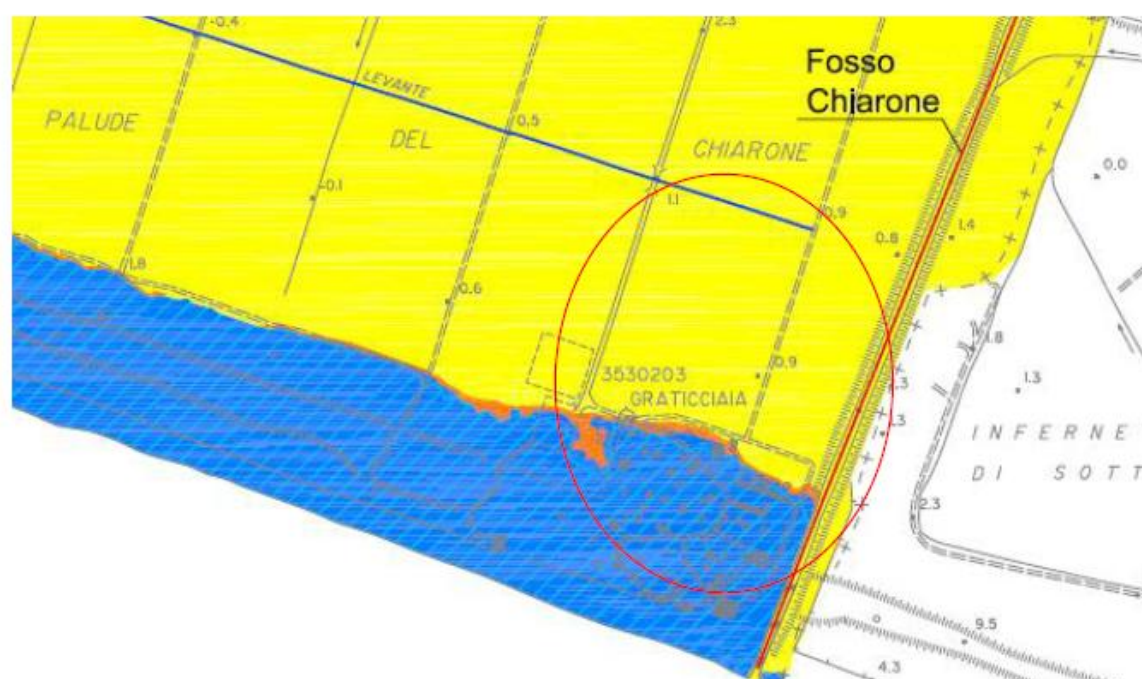 -0.4
2.3
Fosso
Chiarone
LEVANTE
PALUDE
DEL
0.5
CHIARONE
0.0
-0.1
1.1
0.9
0.8
1.4
1.8
0.6
1.8
3530203
0.9
GRATICCIAIA
.3
1.3
.3
INFERNE
DI SOTT
2.3
9.5
4.3